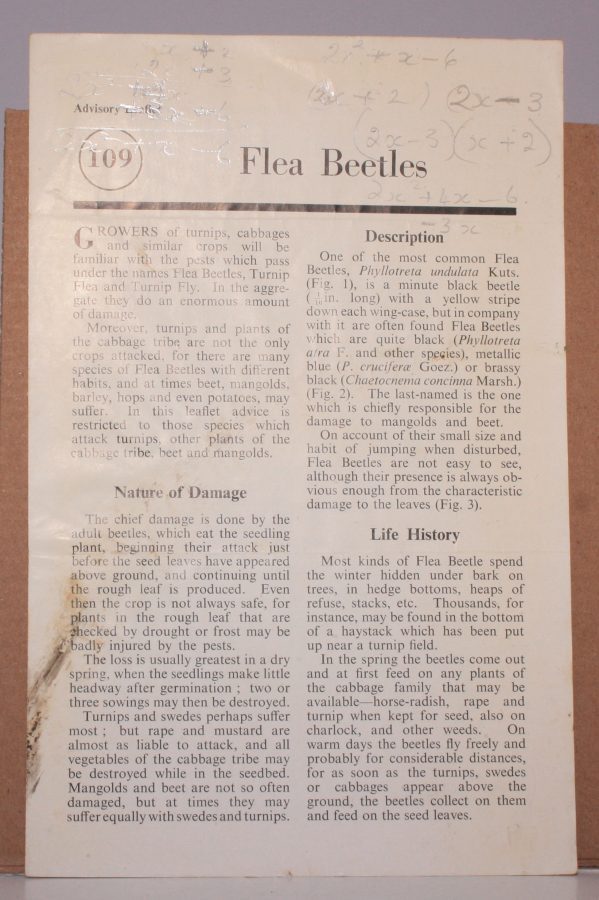 2x² + x - 6
(2x + 2)
2x - 3
(2x - 3)(x + 2)
2x² + 4x - 6
- 3x
Advisory Leaflet
109
Flea Beetles
GROWERS of turnips, cabbages
and similar crops will be
familiar with the pests which pass
under the names Flea Beetles, Turnip
Flea and Turnip Fly. In the aggre-
gate they do an enormous amount
of damage.
Moreover, turnips and plants of
the cabbage tribe are not the only
crops attacked, for there are many
species of Flea Beetles with different
habits, and at times beet, mangolds,
barley, hops and even potatoes, may
suffer. In this leaflet advice is
restricted to those species which
attack turnips, other plants of the
cabbage tribe, beet and mangolds.
Nature of Damage
The chief damage is done by the
adult beetles, which eat the seedling
plant, beginning their attack just
before the seed leaves have appeared
above ground, and continuing until
the rough leaf is produced. Even
then the crop is not always safe, for
plants in the rough leaf that are
checked by drought or frost may be
badly injured by the pests.
The loss is usually greatest in a dry
spring, when the seedlings make little
headway after germination ; two or
three sowings may then be destroyed.
Turnips and swedes perhaps suffer
most ; but rape and mustard are
almost as liable to attack, and all
vegetables of the cabbage tribe may
be destroyed while in the seedbed.
Mangolds and beet are not so often
damaged, but at times they may
suffer equally with swedes and turnips.
Description
One of the most common Flea
Beetles, Phyllotreta undulata Kuts.
(Fig. 1), is a minute black beetle
(in. long) with a yellow stripe
down each wing-case, but in company
with it are often found Flea Beetles
which are quite black (Phyllotreta
atra F. and other species), metallic
blue (P. cruciferæ Goez.) or brassy
black (Chaetocnema concinna Marsh.)
(Fig. 2). The last-named is the one
which is chiefly responsible for the
damage to mangolds and beet.
On account of their small size and
habit of jumping when disturbed,
Flea Beetles are not easy to see,
although their presence is always ob-
vious enough from the characteristic
damage to the leaves (Fig. 3).
Life History
Most kinds of Flea Beetle spend
the winter hidden under bark on
trees, in hedge bottoms, heaps of
refuse, stacks, etc. Thousands, for
instance, may be found in the bottom
of a haystack which has been put
up near a turnip field.
In the spring the beetles come out
and at first feed on any plants of
the cabbage family that may be
available—horse-radish, rape and
turnip when kept for seed, also on
charlock, and other weeds. On
warm days the beetles fly freely and
probably for considerable distances,
for as soon as the turnips, swedes
or cabbages appear above the
ground, the beetles collect on them
and feed on the seed leaves.